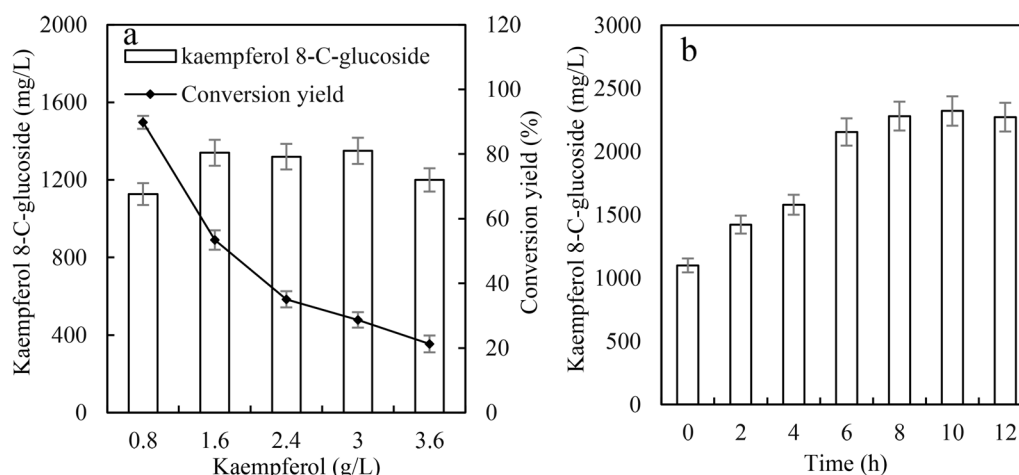 a
kaempferol 8-C-glucoside
Conversion yield
Kaempferol 8-C-glucoside (mg/L)
2000
1600
1200
800
400
0
120
100
80
60
40
20
0
Conversion yield (%)
0.8 1.6 2.4 3 3.6
Kaempferol (g/L)
b
Kaempferol 8-C-glucoside (mg/L)
3000
2500
2000
1500
1000
500
0
0 2 4 6 8 10 12
Time (h)